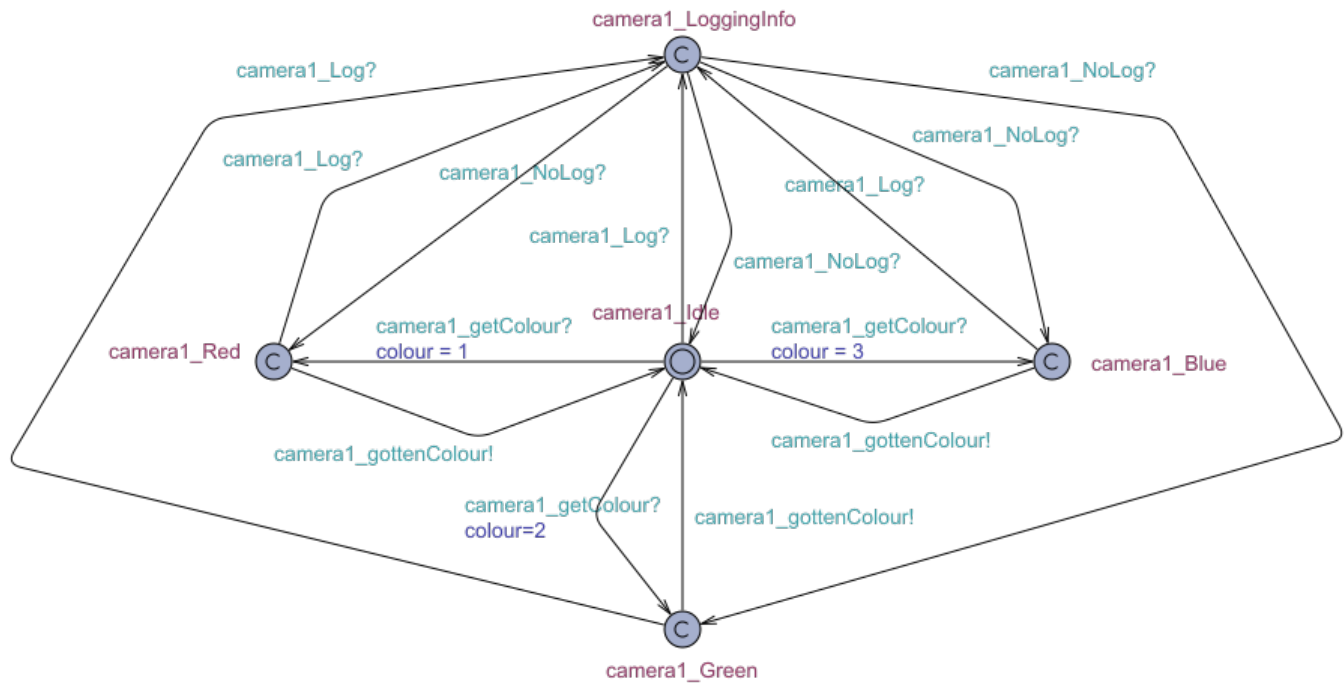 camera1_LoggingInfo
C
camera1_Log?
camera1_NoLog?
camera1_NoLog?
camera1_Log?
camera1_NoLog?
camera1_Log?
camera1_Log?
camera1_NoLog?
camera1_Idle
camera1_getColour?
colour = 1
camera1_getColour?
colour = 3
camera1_Red
C
C
camera1_Blue
camera1_gottenColour!
camera1_gottenColour!
camera1_getColour?
colour=2
camera1_gottenColour!
C
camera1_Green